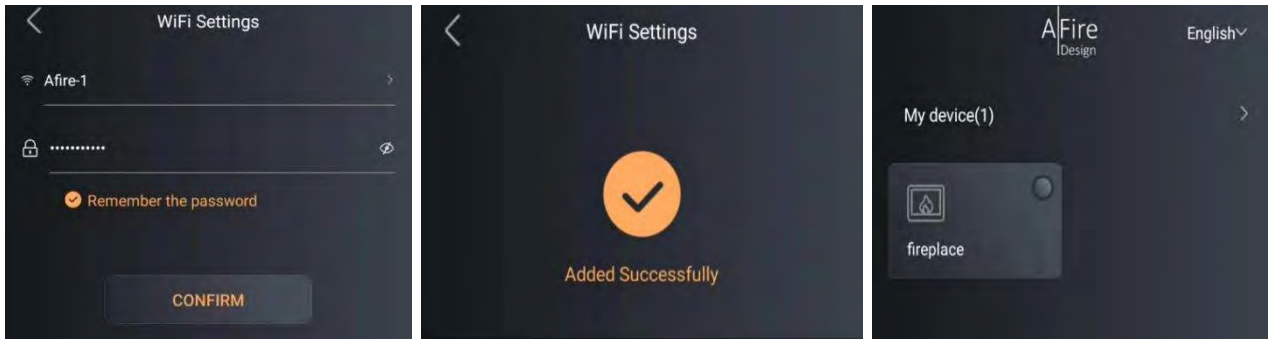 WiFi Settings
Afire-1
•••••••••••
Remember the password
CONFIRM
WiFi Settings
Added Successfully
AFire
Design
English
My device(1)
fireplace